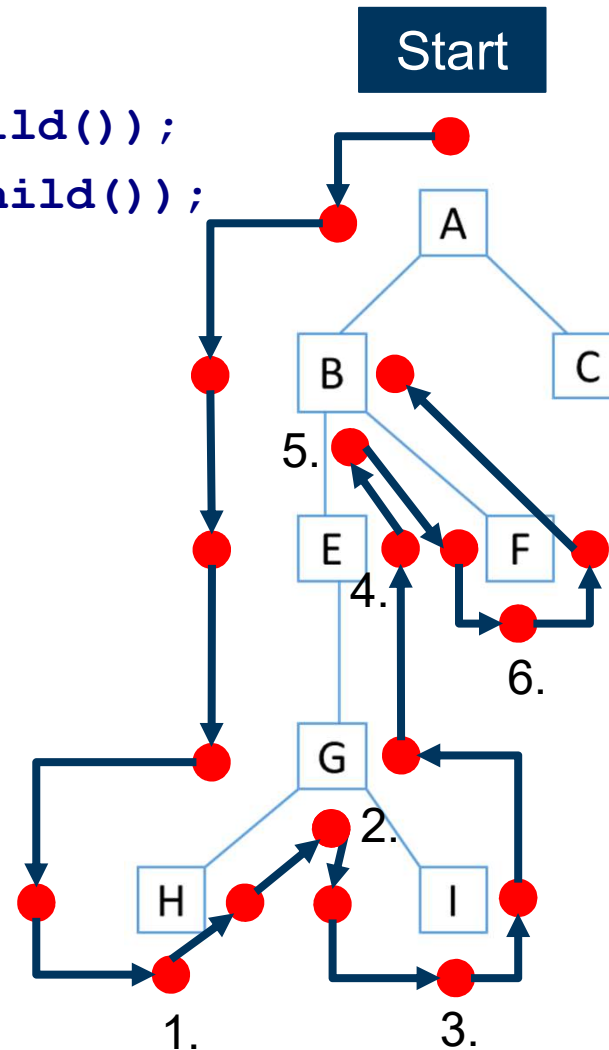 Start
ild());
hild());
A
B
C
5.
E
F
4.
6.
G
2.
H
I
1.
3.